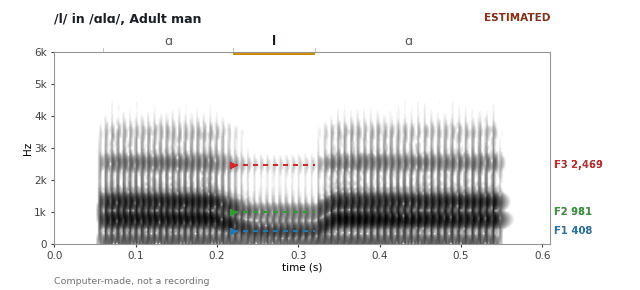 /l/ in /ɑlɑ/, Adult man
ESTIMATED
ɑ l ɑ
6k
5k
4k
3k
2k
1k
0
Hz
F3 2,469
F2 981
F1 408
0.0 0.1 0.2 0.3 0.4 0.5 0.6
time (s)
Computer-made, not a recording